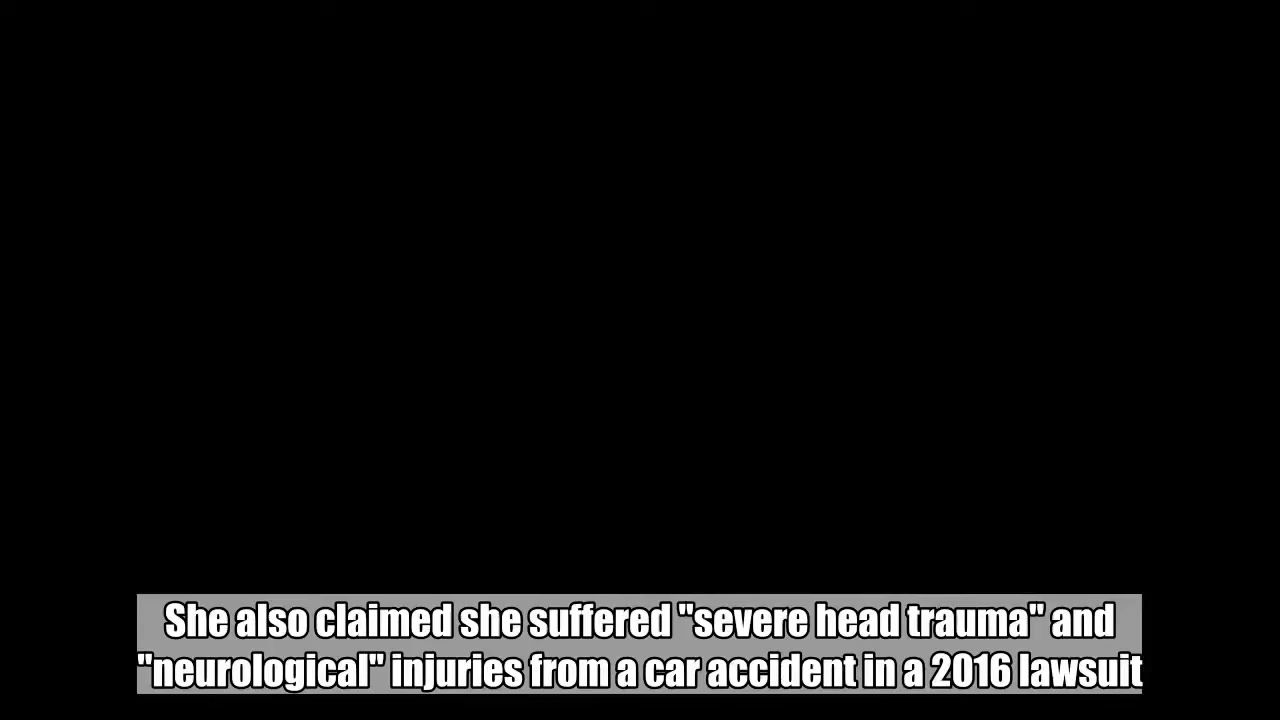 She also claimed she suffered "severe head trauma" and
"neurological" injuries from a car accident in a 2016 lawsuit